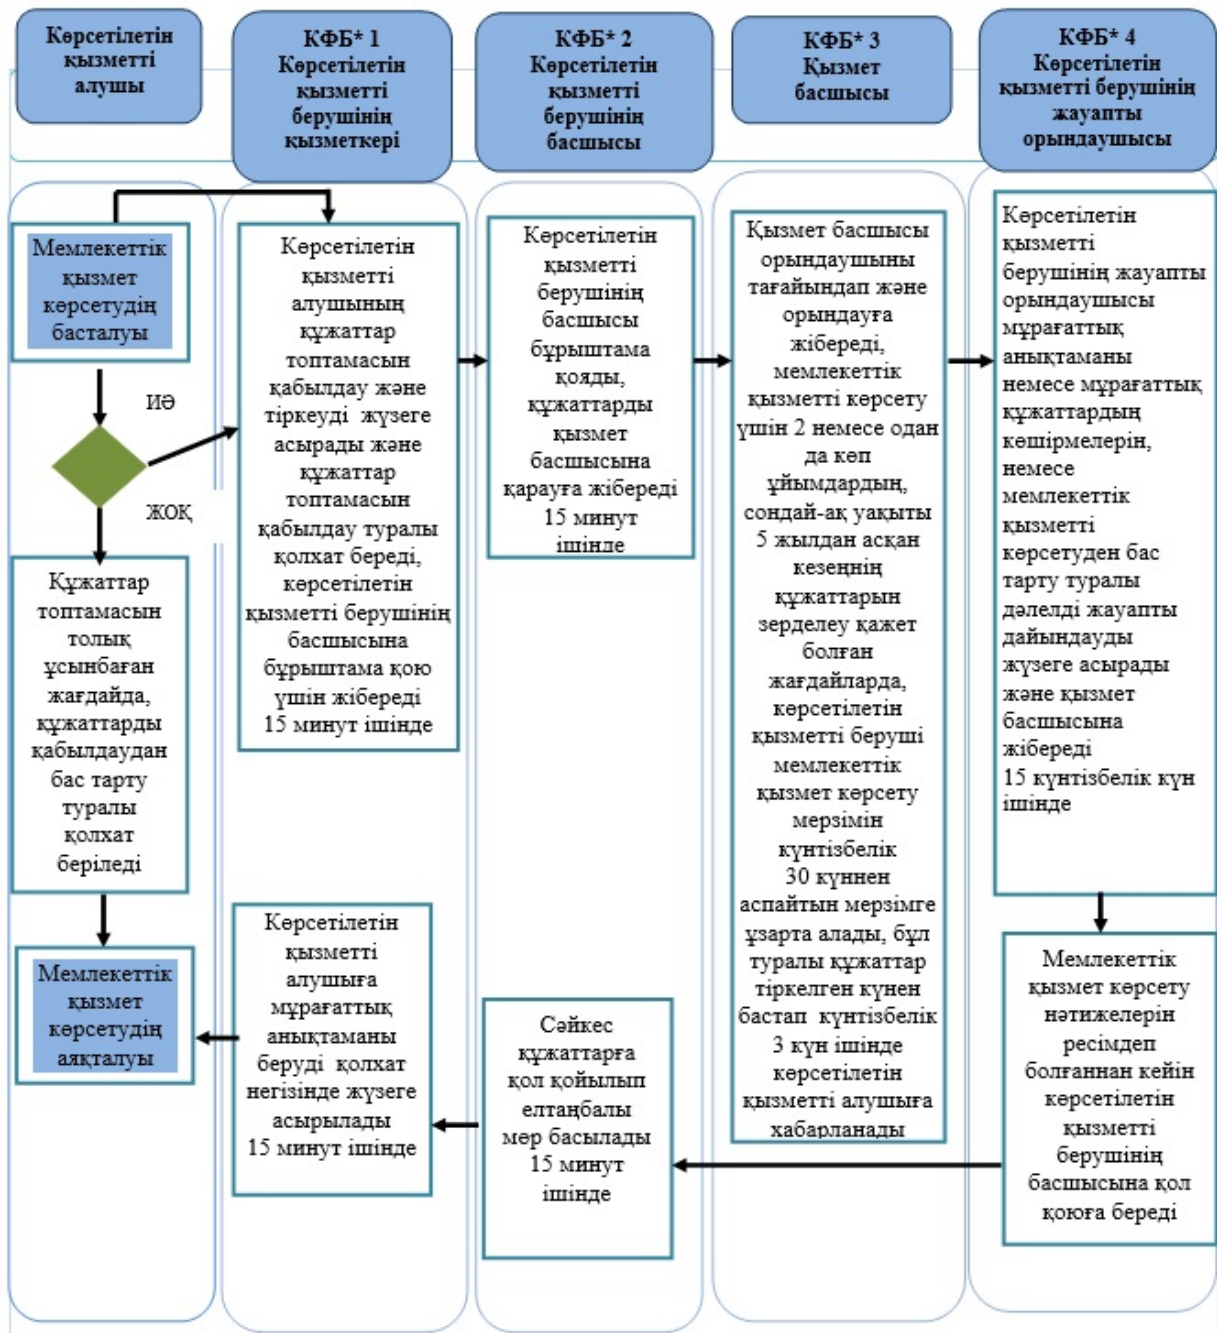 Көрсетілетін
қызметті
алушы
КФБ* 1
Көрсетілетін
қызметті
берушінің
қызметкері
КФБ* 2
Көрсетілетін
қызметті
берушінің
басшысы
КФБ* 3
Қызмет
басшысы
КФБ* 4
Көрсетілетін
қызметті берушінің
жауапты
орындаушысы
Мемлекеттік
қызмет
көрсетудің
басталуы
ИӘ
ЖОҚ
Құжаттар
топтамасын
толық
ұсынбаған
жағдайда,
құжаттарды
қабылдаудан
бас тарту
туралы
қолхат
беріледі
Мемлекеттік
қызмет
көрсетудің
аяқталуы
Көрсетілетін
қызметті
алушының
құжаттар
топтамасын
қабылдау және
тіркеуді жүзеге
асырады және
құжаттар
топтамасын
қабылдау туралы
қолхат береді,
көрсетілетін
қызметті берушінің
басшысына
бұрыштама қою
үшін жібереді
15 минут ішінде
Көрсетілетін
қызметті
алушыға
мұрағаттық
анықтаманы
беруді қолхат
негізінде жүзеге
асырылады
15 минут ішінде
Көрсетілетін
қызметті
берушінің
басшысы
бұрыштама
қояды,
құжаттарды
қызмет
басшысына
қарауға жібереді
15 минут
ішінде
Сәйкес
құжаттарға
қол қойылып
елтаңбалы
мөр басылады
15 минут
ішінде
Қызмет басшысы
орындаушыны
тағайындап және
орындауға
жібереді,
мемлекеттік
қызметті көрсету
үшін 2 немесе одан
да көп
ұйымдардың,
сондай-ақ уақыты
5 жылдан асқан
кезеңнің
құжаттарын
зерделеу қажет
болған
жағдайларда,
көрсетілетін
қызметті беруші
мемлекеттік
қызмет көрсету
мерзімін
күнтізбелік
30 күннен
аспайтын мерзімге
ұзарта алады, бұл
туралы құжаттар
тіркелген күнен
бастап күнтізбелік
3 күн ішінде
көрсетілетін
қызметті алушыға
хабарланады
Көрсетілетін
қызметті
берушінің жауапты
орындаушысы
мұрағаттық
анықтаманы
немесе мұрағаттық
құжаттардың
көшірмелерін,
немесе
мемлекеттік
қызметті
көрсетуден бас
тарту туралы
дәлелді жауапты
дайындауды
жүзеге асырады
және қызмет
басшысына
жібереді
15 күнтізбелік күн
ішінде
Мемлекеттік
қызмет көрсету
нәтижелерін
ресімдеп
болғаннан кейін
көрсетілетін
қызметті
берушінің
басшысына қол
қоюға береді